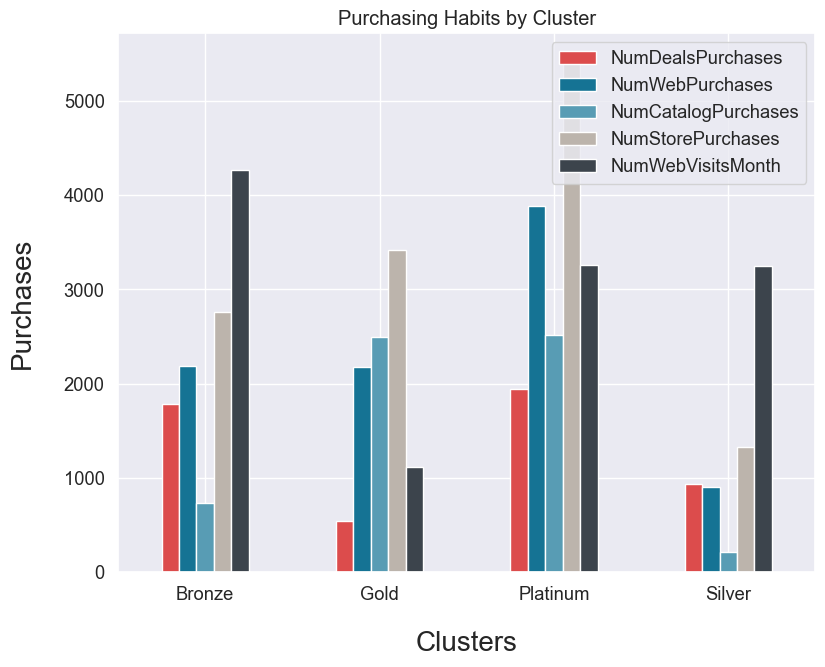 Purchasing Habits by Cluster
NumDealsPurchases
NumWebPurchases
NumCatalogPurchases
NumStorePurchases
NumWebVisitsMonth
5000
4000
3000
2000
1000
0
Purchases
Bronze
Gold
Platinum
Silver
Clusters